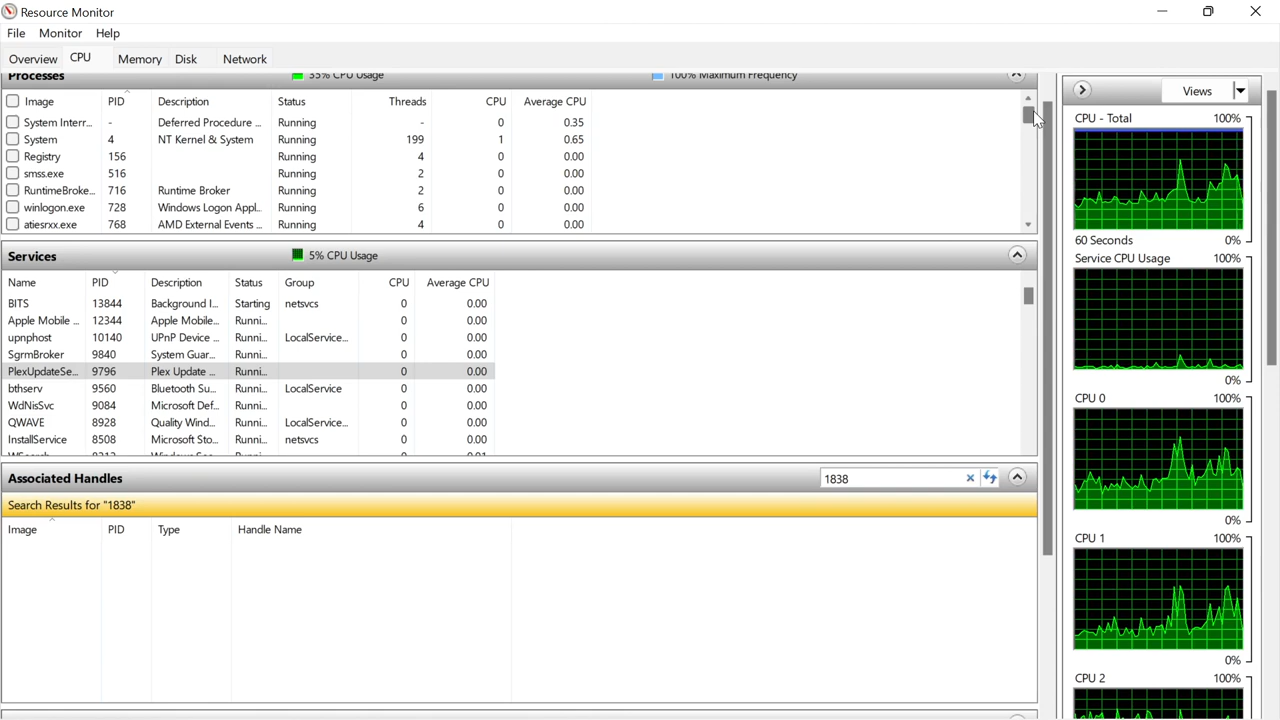 Resource Monitor
File Monitor Help
Overview CPU Memory Disk Network
Processes 35% CPU Usage 100% Maximum Frequency
Image PID Description Status Threads CPU Average CPU
System Interr... - Deferred Procedure ... Running - 0 0.35
System 4 NT Kernel & System Running 199 1 0.65
Registry 156 Running 4 0 0.00
smss.exe 516 Running 2 0 0.00
RuntimeBroke... 716 Runtime Broker Running 2 0 0.00
winlogon.exe 728 Windows Logon Appl... Running 6 0 0.00
atiesrxx.exe 768 AMD External Events ... Running 4 0 0.00
Services 5% CPU Usage
Name PID Description Status Group CPU Average CPU
BITS 13844 Background I... Starting netsvcs 0 0.00
Apple Mobile ... 12344 Apple Mobile... Runni... 0 0.00
upnphost 10140 UPnP Device ... Runni... LocalService... 0 0.00
SgrmBroker 9840 System Guar... Runni... 0 0.00
PlexUpdateSe... 9796 Plex Update ... Runni... 0 0.00
bthserv 9560 Bluetooth Su... Runni... LocalService 0 0.00
WdNisSvc 9084 Microsoft Def... Runni... 0 0.00
QWAVE 8928 Quality Wind... Runni... LocalService... 0 0.00
InstallService 8508 Microsoft Sto... Runni... netsvcs 0 0.00
Associated Handles 1838
Search Results for "1838"
Image PID Type Handle Name
Views
CPU - Total 100%
60 Seconds 0%
Service CPU Usage 100%
0%
CPU 0 100%
0%
CPU 1 100%
0%
CPU 2 100%